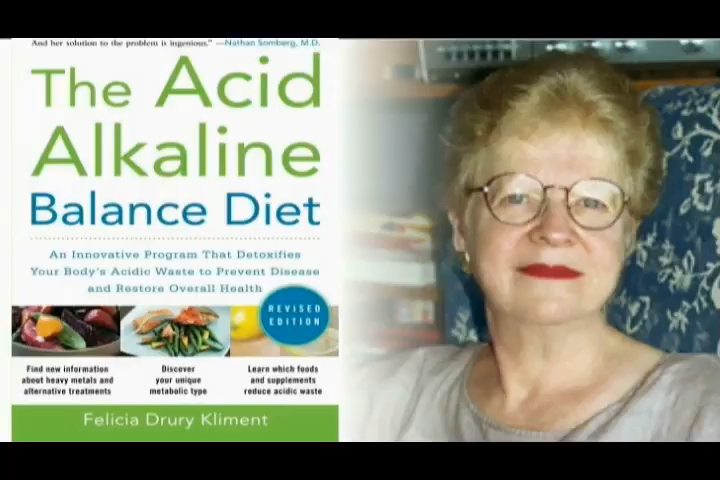 And her solution to the problem is ingenious." —Nathan Somberg, M.D.
The Acid
Alkaline
Balance Diet
An Innovative Program That Detoxifies
Your Body's Acidic Waste to Prevent Disease
and Restore Overall Health
REVISED
EDITION
Find new information
about heavy metals and
alternative treatments
Discover
your unique
metabolic type
Learn which foods
and supplements
reduce acidic waste
Felicia Drury Kliment